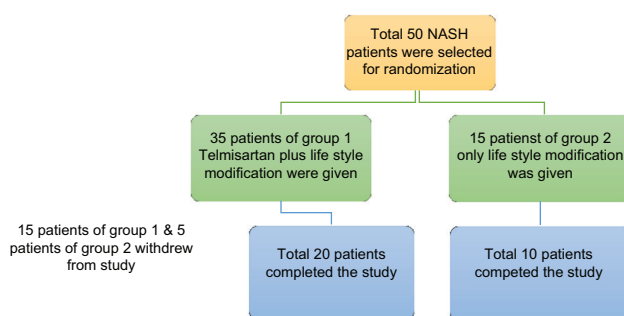 Total 50 NASH
patients were selected
for randomization
35 patients of group 1
Telmisartan plus life style
modification were given
15 patienst of group 2
only life style modification
was given
15 patients of group 1 & 5
patients of group 2 withdrew
from study
Total 20 patients
completed the study
Total 10 patients
competed the study